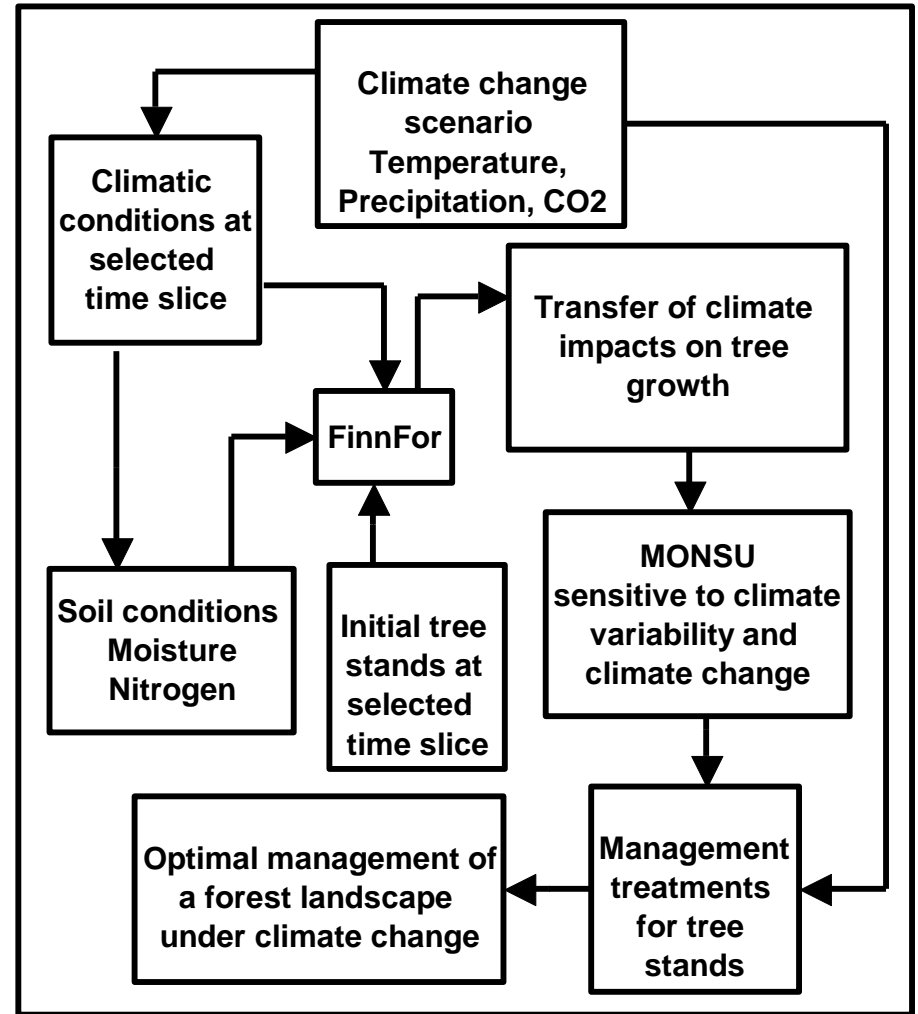 Climate change
scenario
Temperature,
Precipitation, CO2
Climatic
conditions at
selected
time slice
Transfer of climate
impacts on tree
growth
FinnFor
MONSU
sensitive to climate
variability and
climate change
Soil conditions
Moisture
Nitrogen
Initial tree
stands at
selected
time slice
Optimal management of
a forest landscape
under climate change
Management
treatments
for tree
stands